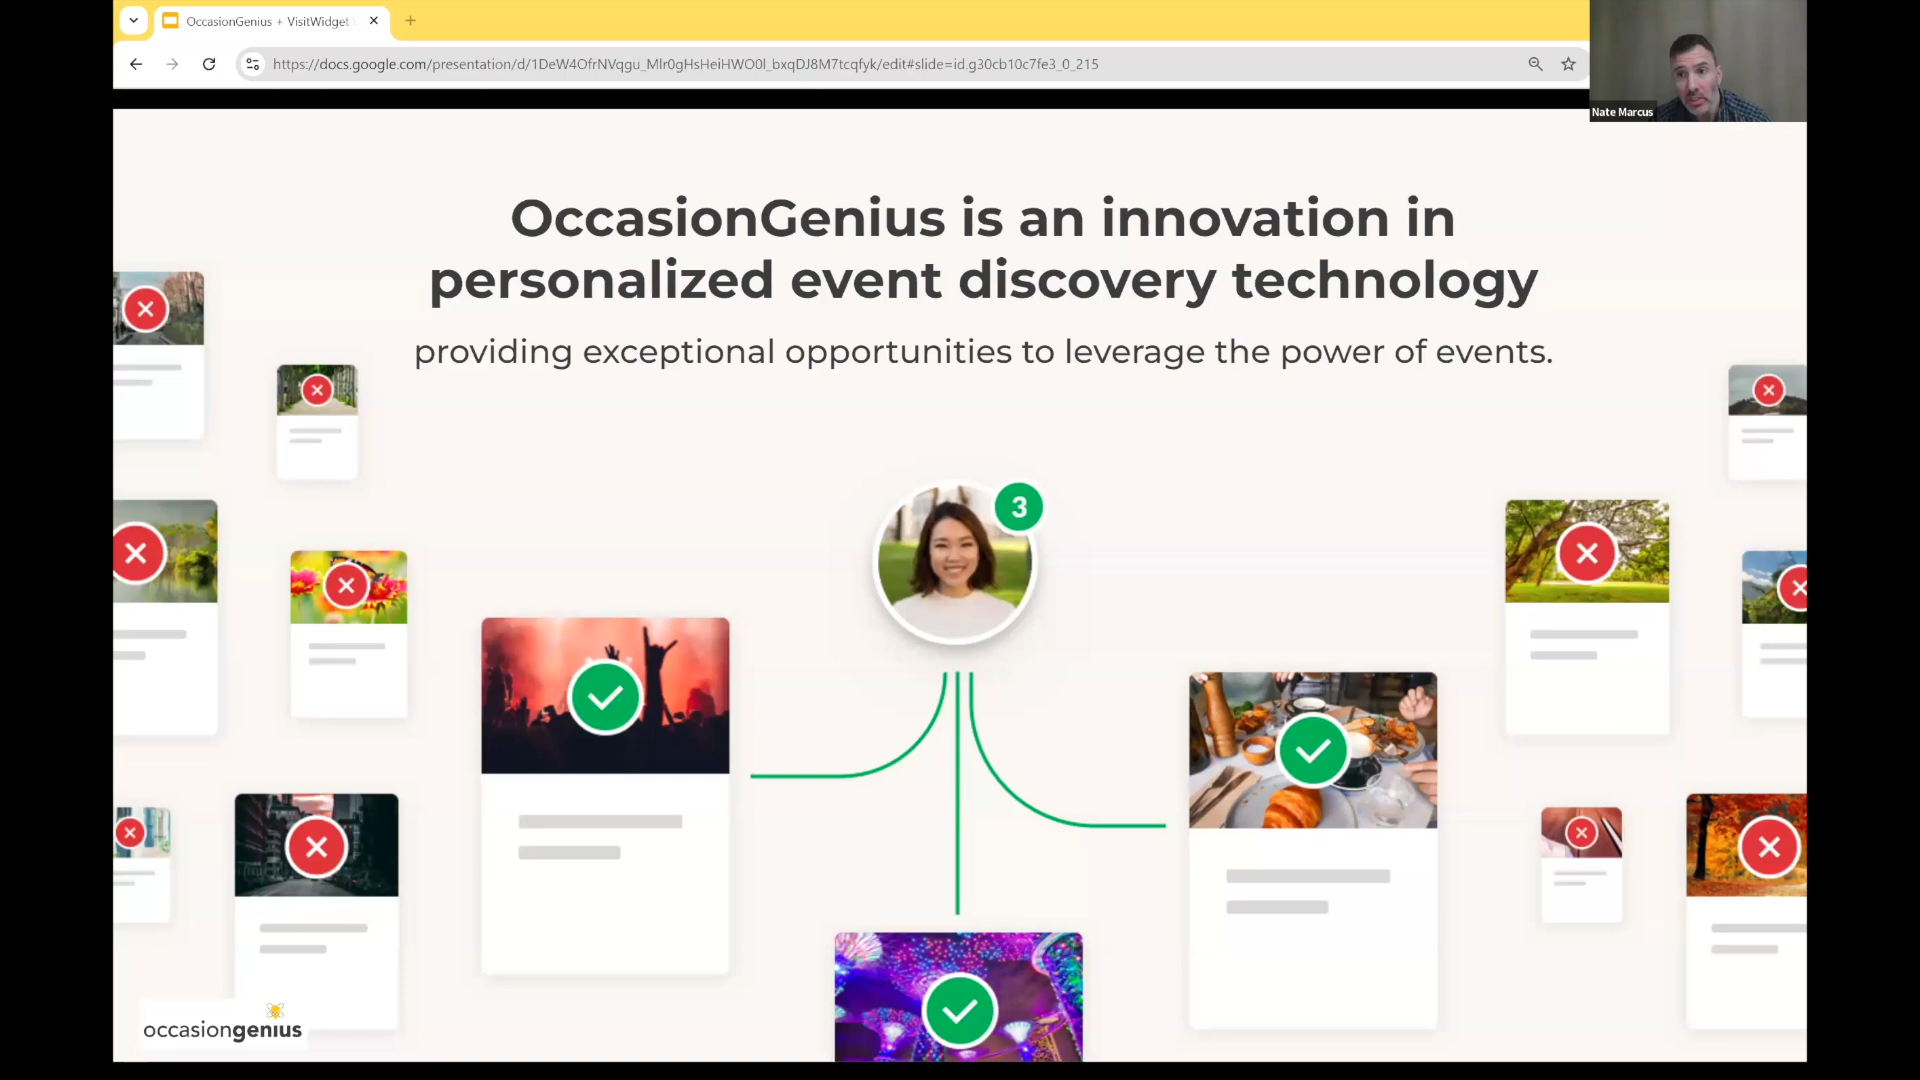 OccasionGenius + VisitWidget
https://docs.google.com/presentation/d/1DeW4OfrNVqgu_Mlr0gHsHeiHWO0l_bxqDJ8M7tcqfyk/edit#slide=id.g30cb10c7fe3_0_215
Nate Marcus
OccasionGenius is an innovation in
personalized event discovery technology
providing exceptional opportunities to leverage the power of events.
3
occasiongenius